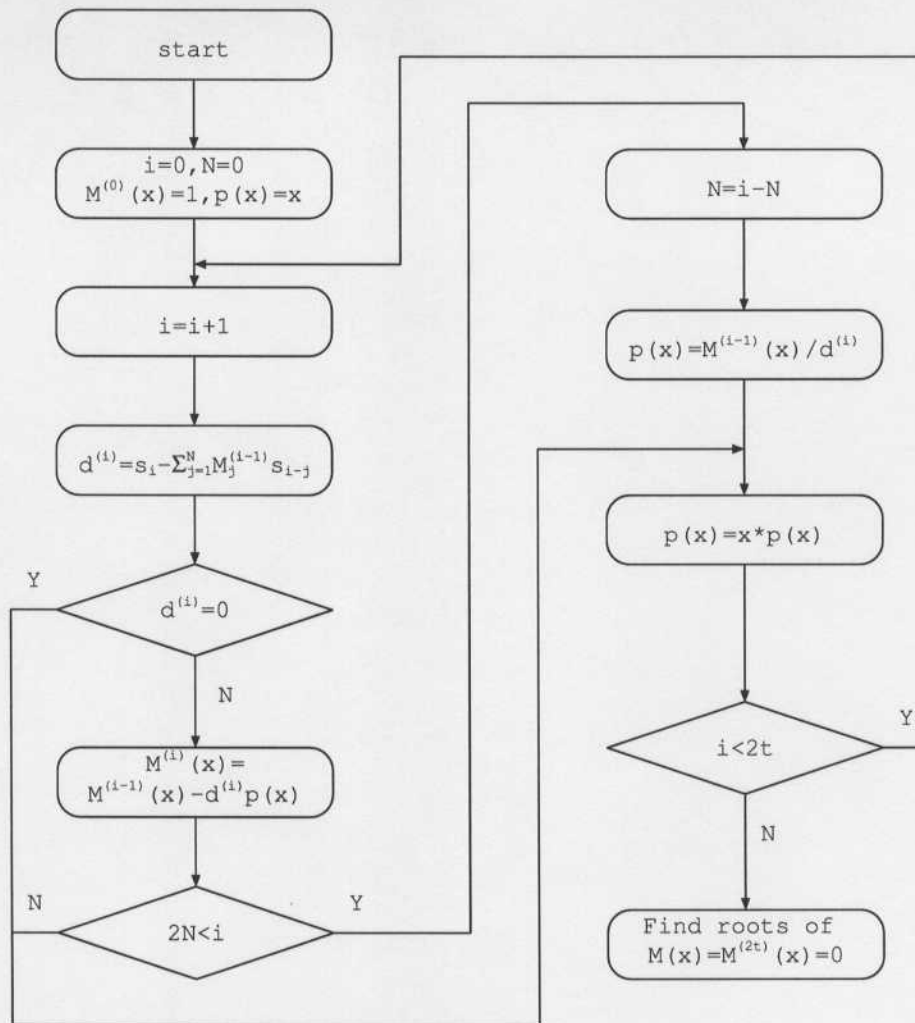 start
i=0,N=0
M^(0)(x)=1,p(x)=x
i=i+1
d^(i)=s_i-Σ_{j=1}^{N}M_j^{(i-1)}s_{i-j}
Y
d^(i)=0
N
M^(i)(x)=
M^(i-1)(x)-d^(i)p(x)
N
2N<i
Y
N=i-N
p(x)=M^(i-1)(x)/d^(i)
p(x)=x*p(x)
i<2t
Y
N
Find roots of
M(x)=M^(2t)(x)=0